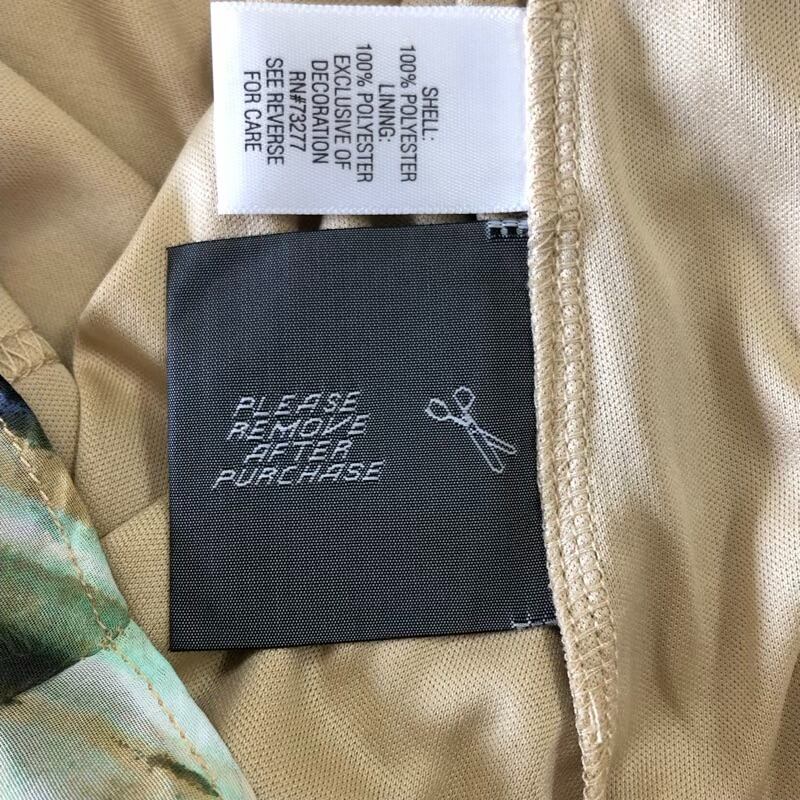 SHELL:
100% POLYESTER
LINING:
100% POLYESTER
EXCLUSIVE OF
DECORATION
RN#73277
SEE REVERSE
FOR CARE
PLEASE
REMOVE
AFTER
PURCHASE